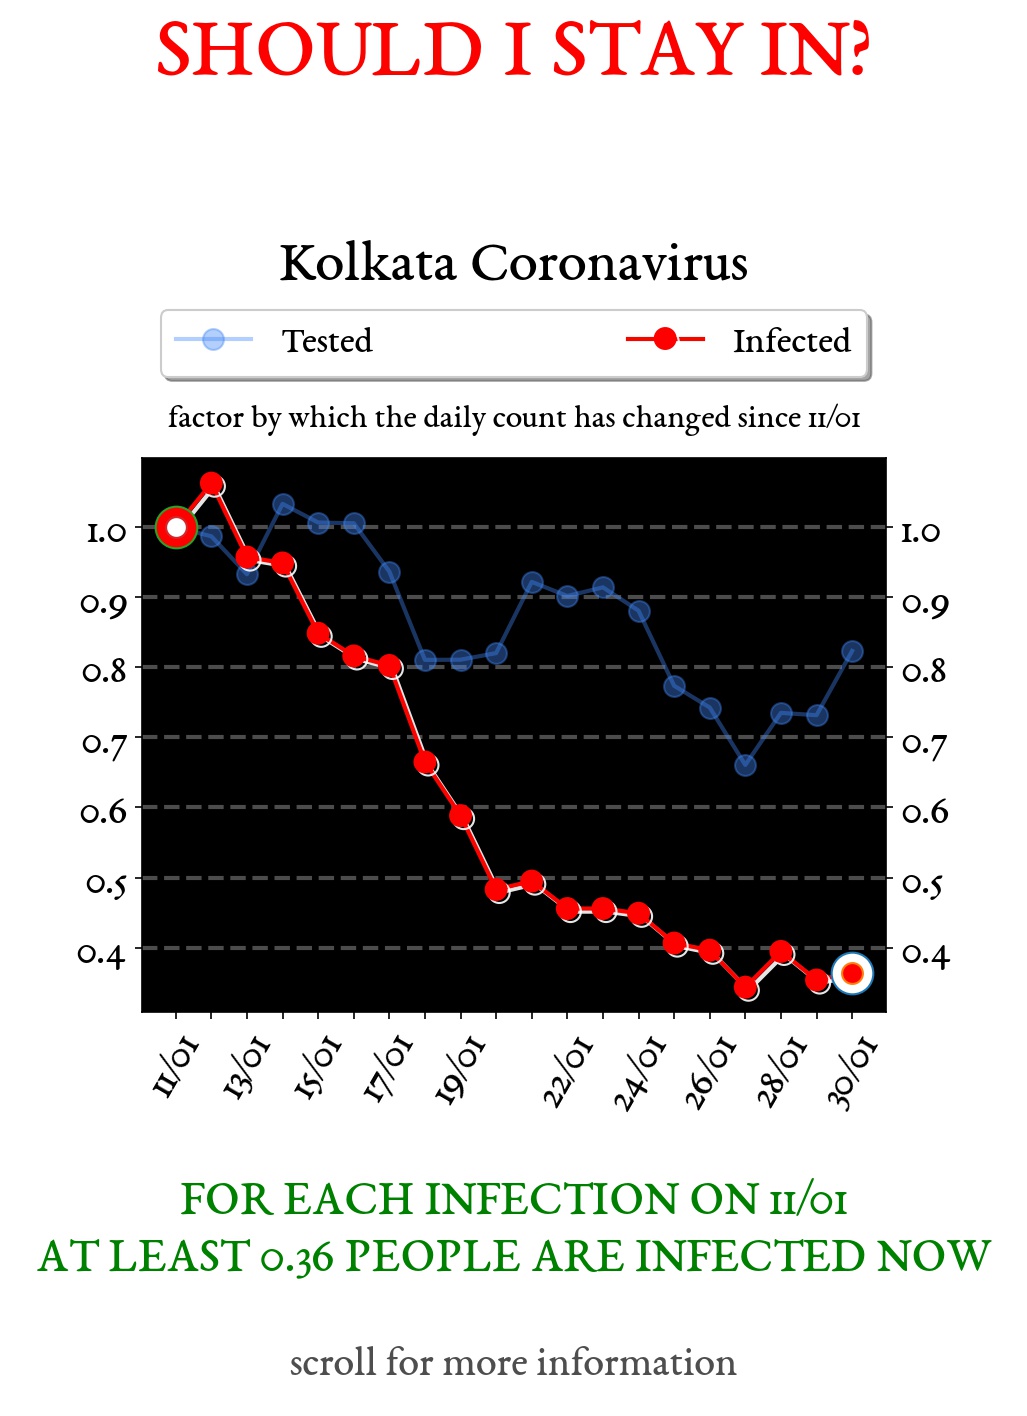 SHOULD I STAY IN?
Kolkata Coronavirus
Tested Infected
factor by which the daily count has changed since 11/01
1.0 1.0
0.9 0.9
0.8 0.8
0.7 0.7
0.6 0.6
0.5 0.5
0.4 0.4
11/01 13/01 15/01 17/01 19/01 22/01 24/01 26/01 28/01 30/01
FOR EACH INFECTION ON 11/01
AT LEAST 0.36 PEOPLE ARE INFECTED NOW
scroll for more information